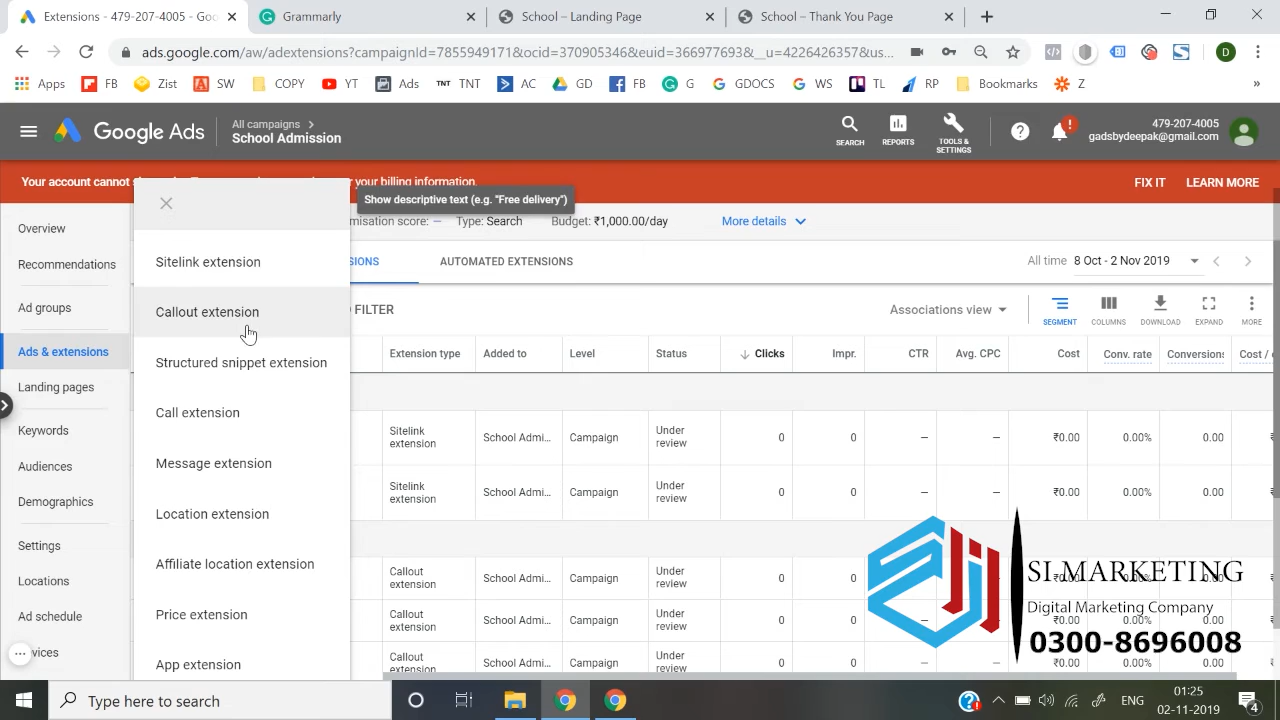 Extensions - 479-207-4005 - Ads
Grammarly
School – Landing Page
School – Thank You Page
ads.google.com/aw/adextensions?campaignId=7855949171&ocid=370905346&euid=366977693&__u=4226426357&us...
Apps
FB
Zist
SW
COPY
YT
Ads
TNT
TNT
AC
GD
FB
G
GDOCS
WS
TNL
RP
Bookmarks
Z
»
Google Ads
All campaigns
School Admission
SEARCH
REPORTS
TOOLS &
SETTINGS
479-207-4005
gadsbydeepak@gmail.com
Your account cannot
your billing information.
FIX IT
LEARN MORE
Show descriptive text (e.g. "Free delivery")
misation score: –
Type: Search
Budget: ₹1,000.00/day
More details
Overview
Recommendations
Ad groups
Ads & extensions
Landing pages
Keywords
Audiences
Demographics
Settings
Locations
Ad schedule
vices
Sitelink extension
Callout extension
Structured snippet extension
Call extension
Message extension
Location extension
Affiliate location extension
Price extension
App extension
SIONS
AUTOMATED EXTENSIONS
All time
8 Oct - 2 Nov 2019
FILTER
Associations view
SEGMENT
COLUMNS
DOWNLOAD
EXPAND
MORE
Extension type
Added to
Level
Status
Clicks
Impr.
CTR
Avg. CPC
Cost
Conv. rate
Conversions
Cost /
Sitelink
extension
School Admi...
Campaign
Under
review
0
0
—
—
₹0.00
0.00%
0.00
Sitelink
extension
School Admi...
Campaign
Under
review
0
0
—
—
₹0.00
0.00%
0.00
Callout
extension
School Admi...
Campaign
Under
review
0
Callout
extension
School Admi...
Campaign
Under
review
0
Callout
extension
School Admi...
Campaign
Under
review
0
SJ MARKETING
Digital Marketing Company
0300-8696008
Type here to search
ENG
01:25
02-11-2019
4